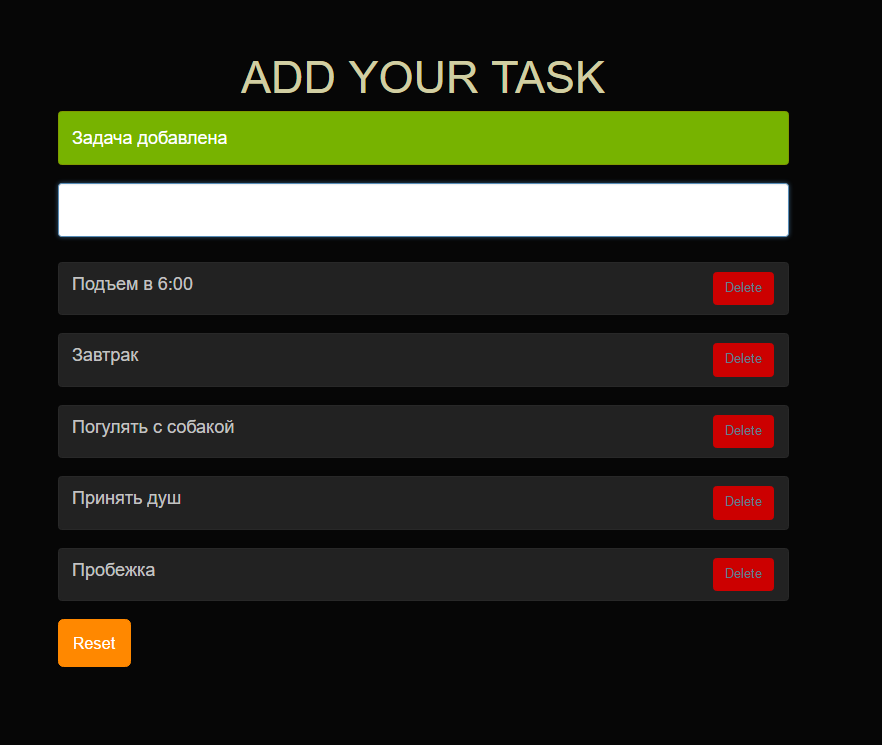 ADD YOUR TASK
Задача добавлена
Подъем в 6:00
Delete
Завтрак
Delete
Погулять с собакой
Delete
Принять душ
Delete
Пробежка
Delete
Reset